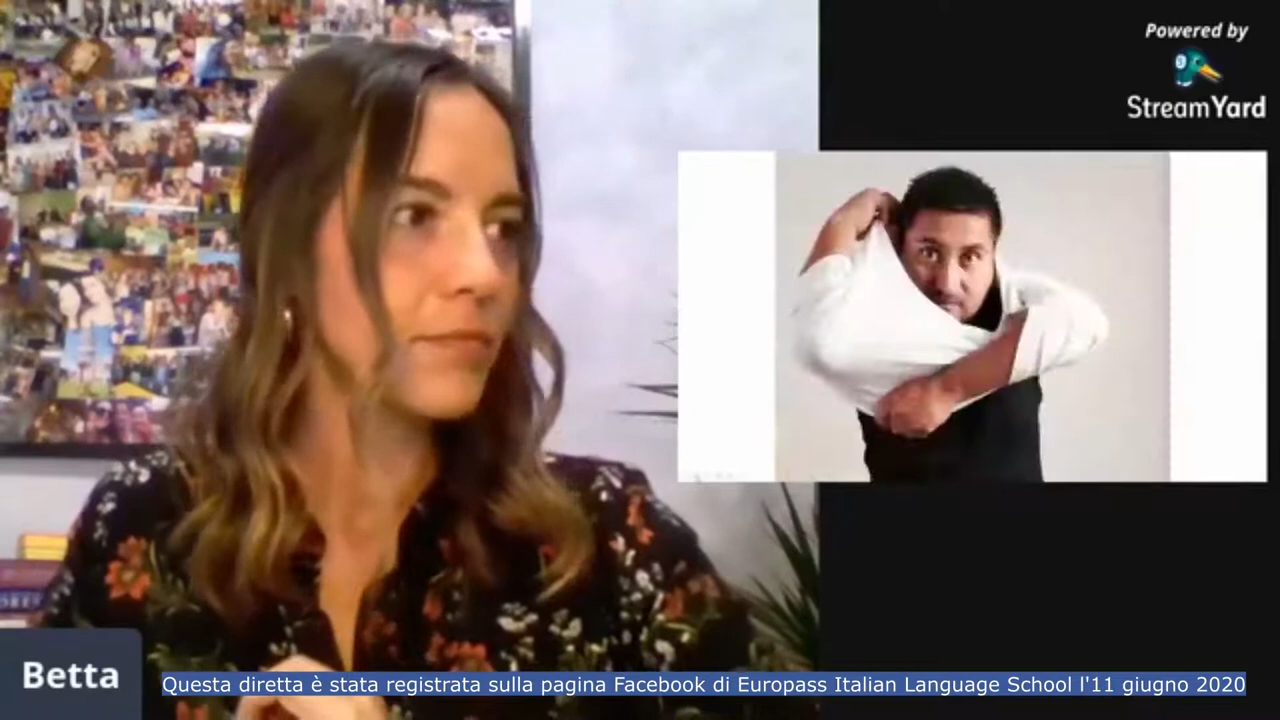 Powered by
StreamYard
Betta
Questa diretta è stata registrata sulla pagina Facebook di Europass Italian Language School l'11 giugno 2020